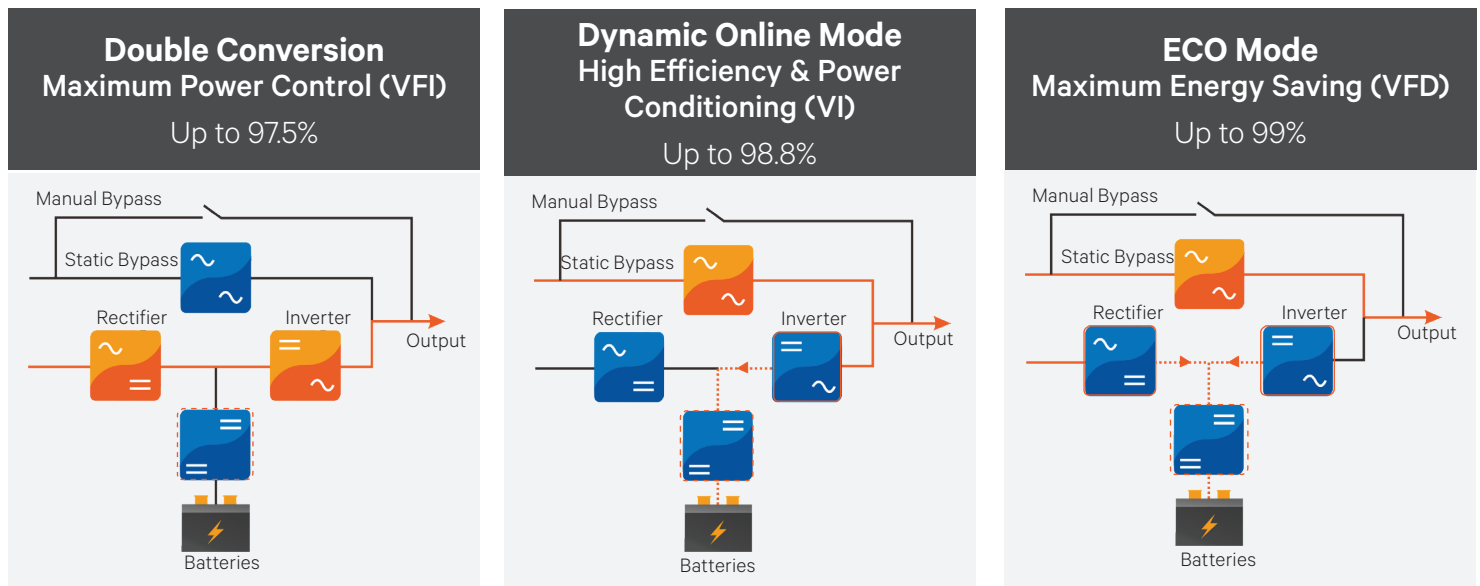 Double Conversion
Maximum Power Control (VFI)
Up to 97.5%
Manual Bypass
Static Bypass
Rectifier
Inverter
Output
Batteries
Dynamic Online Mode
High Efficiency & Power
Conditioning (VI)
Up to 98.8%
Manual Bypass
Static Bypass
Rectifier
Inverter
Output
Batteries
ECO Mode
Maximum Energy Saving (VFD)
Up to 99%
Manual Bypass
Static Bypass
Rectifier
Inverter
Output
Batteries